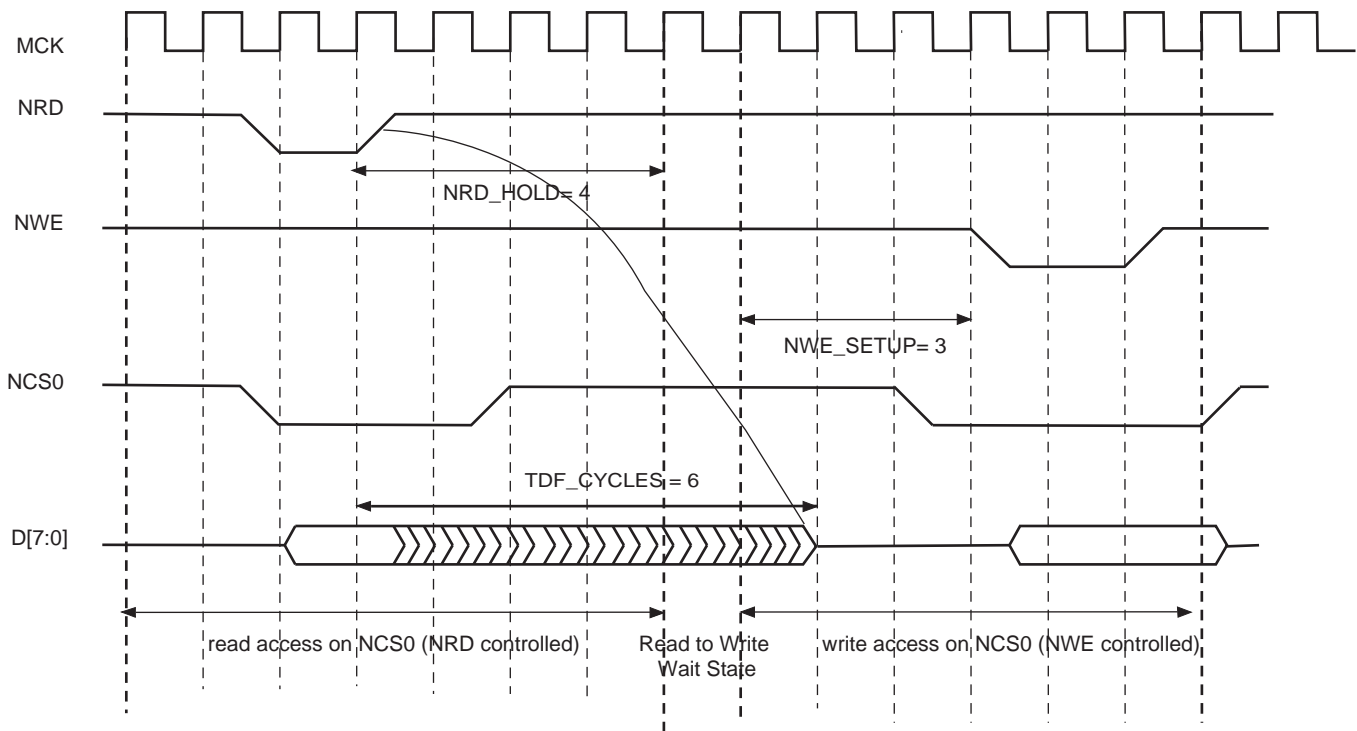 MCK
NRD
NRD_HOLD= 4
NWE
NWE_SETUP= 3
NCS0
TDF_CYCLES = 6
D[7:0]
read access on NCS0 (NRD controlled)
Read to Write
Wait State
write access on NCS0 (NWE controlled)